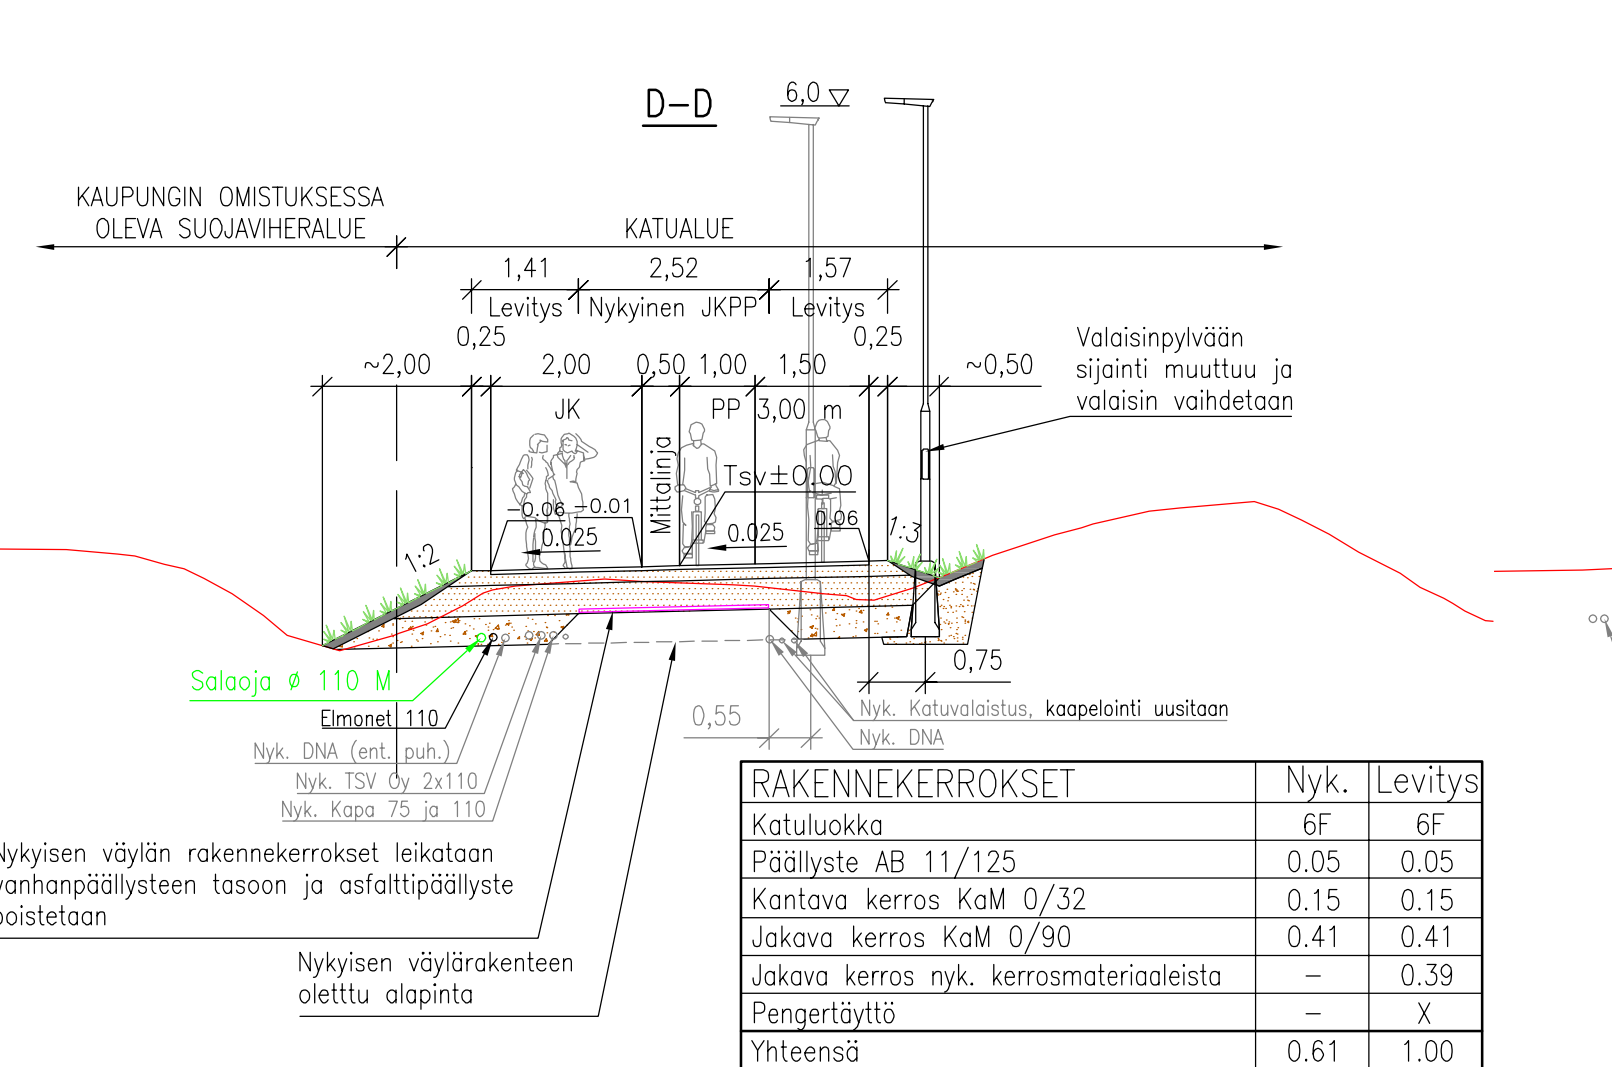 D-D
6,0
KAUPUNGIN OMISTUKSESSA
OLEVA SUOJAVIHERALUE
KATUALUE
1,41 2,52 1,57
Levitys Nykyinen JKPP Levitys
0,25 0,25
~2,00 2,00 0,50 1,00 1,50 ~0,50
Valaisinpylvään
sijainti muuttuu ja
valaisin vaihdetaan
JK PP 3,00 m
Mittalinja
Tsv±0.00
-0.06 -0.01 0.06
0.025 0.025
1:2 1:3
0,75
Salaoja ø 110 M
Elmonet 110
Nyk. DNA (ent. puh.)
Nyk. TSV Oy 2x110
Nyk. Kapa 75 ja 110
0,55
Nyk. Katuvalaistus, kaapelointi uusitaan
Nyk. DNA
Nykyisen väylän rakennekerrokset leikataan
vanhanpäällysteen tasoon ja asfalttipäällyste
poistetaan
Nykyisen väylärakenteen
oletttu alapinta
RAKENNEKERROKSET Nyk. Levitys
Katuluokka 6F 6F
Päällyste AB 11/125 0.05 0.05
Kantava kerros KaM 0/32 0.15 0.15
Jakava kerros KaM 0/90 0.41 0.41
Jakava kerros nyk. kerrosmateriaaleista - 0.39
Pengertäyttö - X
Yhteensä 0.61 1.00